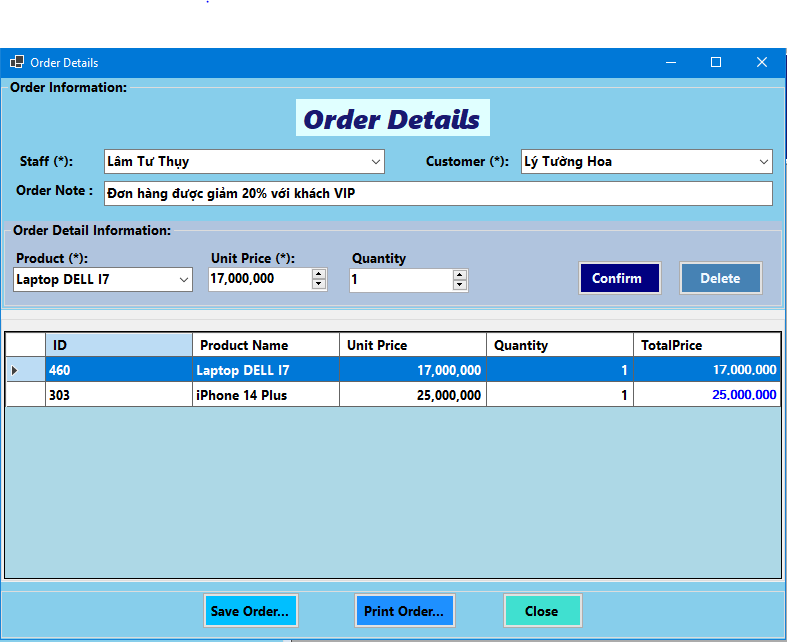 Order Details
Order Information:
Order Details
Staff (*): Lâm Tư Thụy Customer (*): Lý Tường Hoa
Order Note : Đơn hàng được giảm 20% với khách VIP
Order Detail Information:
Product (*): Unit Price (*): Quantity
Laptop DELL I7 17,000,000 1 Confirm Delete
ID Product Name Unit Price Quantity TotalPrice
460 Laptop DELL I7 17,000,000 1 17,000,000
303 iPhone 14 Plus 25,000,000 1 25,000,000
Save Order... Print Order... Close